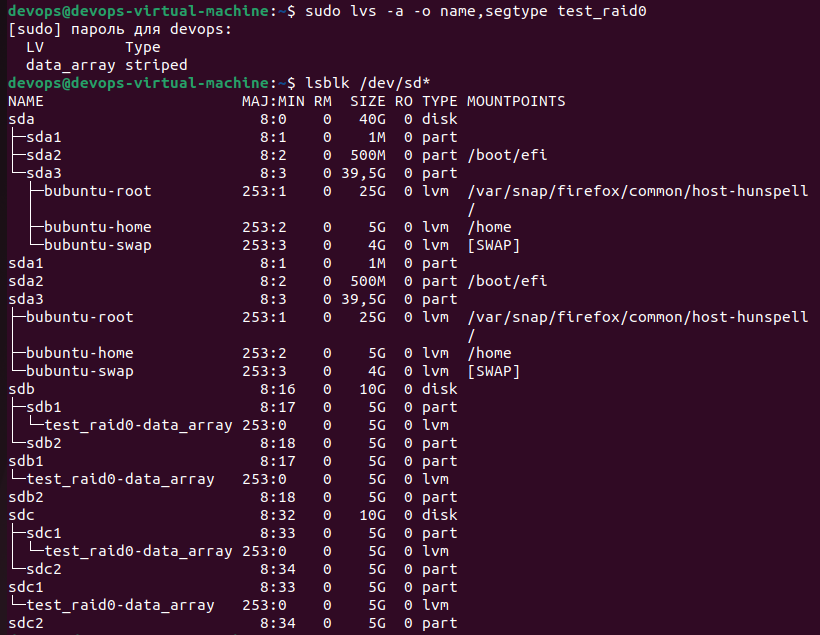 devops@devops-virtual-machine:~$ sudo lvs -a -o name,segtype test_raid0
[sudo] пароль для devops:
  LV         Type
  data_array striped
devops@devops-virtual-machine:~$ lsblk /dev/sd*
NAME                      MAJ:MIN RM   SIZE RO TYPE MOUNTPOINTS
sda                         8:0    0    40G  0 disk
├─sda1                      8:1    0     1M  0 part
├─sda2                      8:2    0   500M  0 part /boot/efi
└─sda3                      8:3    0  39,5G  0 part
  ├─bubuntu-root          253:1    0    25G  0 lvm  /var/snap/firefox/common/host-hunspell
  │                                                 /
  ├─bubuntu-home          253:2    0     5G  0 lvm  /home
  └─bubuntu-swap          253:3    0     4G  0 lvm  [SWAP]
sda1                        8:1    0     1M  0 part
sda2                        8:2    0   500M  0 part /boot/efi
sda3                        8:3    0  39,5G  0 part
├─bubuntu-root            253:1    0    25G  0 lvm  /var/snap/firefox/common/host-hunspell
│                                                   /
├─bubuntu-home            253:2    0     5G  0 lvm  /home
└─bubuntu-swap            253:3    0     4G  0 lvm  [SWAP]
sdb                         8:16   0    10G  0 disk
├─sdb1                      8:17   0     5G  0 part
│ └─test_raid0-data_array 253:0    0     5G  0 lvm
└─sdb2                      8:18   0     5G  0 part
sdb1                        8:17   0     5G  0 part
└─test_raid0-data_array   253:0    0     5G  0 lvm
sdb2                        8:18   0     5G  0 part
sdc                         8:32   0    10G  0 disk
├─sdc1                      8:33   0     5G  0 part
│ └─test_raid0-data_array 253:0    0     5G  0 lvm
└─sdc2                      8:34   0     5G  0 part
sdc1                        8:33   0     5G  0 part
└─test_raid0-data_array   253:0    0     5G  0 lvm
sdc2                        8:34   0     5G  0 part